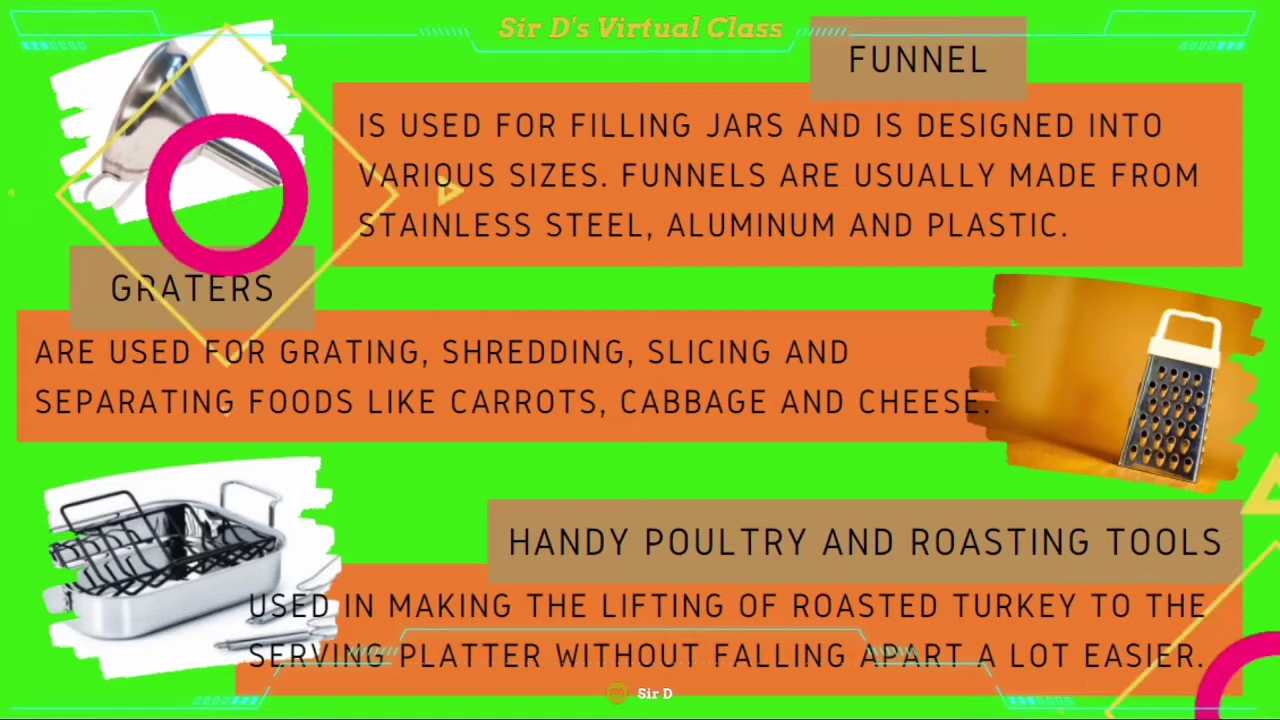 Sir D's Virtual Class
FUNNEL
IS USED FOR FILLING JARS AND IS DESIGNED INTO
VARIOUS SIZES. FUNNELS ARE USUALLY MADE FROM
STAINLESS STEEL, ALUMINUM AND PLASTIC.
GRATERS
ARE USED FOR GRATING, SHREDDING, SLICING AND
SEPARATING FOODS LIKE CARROTS, CABBAGE AND CHEESE.
HANDY POULTRY AND ROASTING TOOLS
USED IN MAKING THE LIFTING OF ROASTED TURKEY TO THE
SERVING PLATTER WITHOUT FALLING APART A LOT EASIER.
Sir D